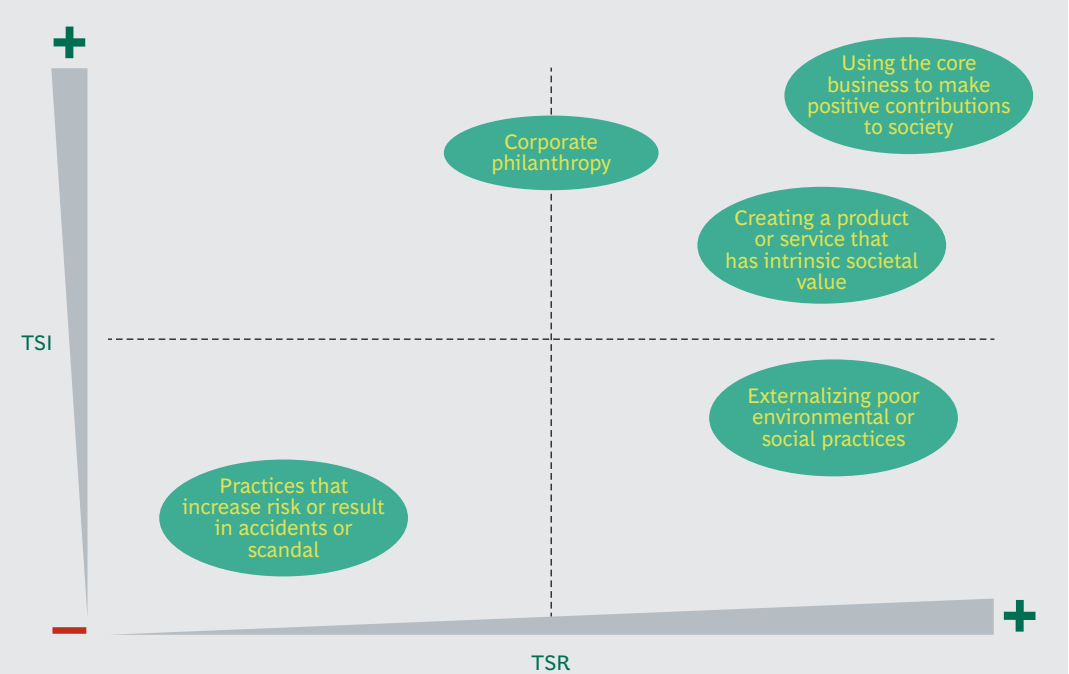 Using the core
business to make
positive contributions
to society
Corporate
philanthropy
Creating a product
or service that
has intrinsic societal
value
TSI
Externalizing poor
environmental or
social practices
Practices that
increase risk or result
in accidents or
scandal
TSR